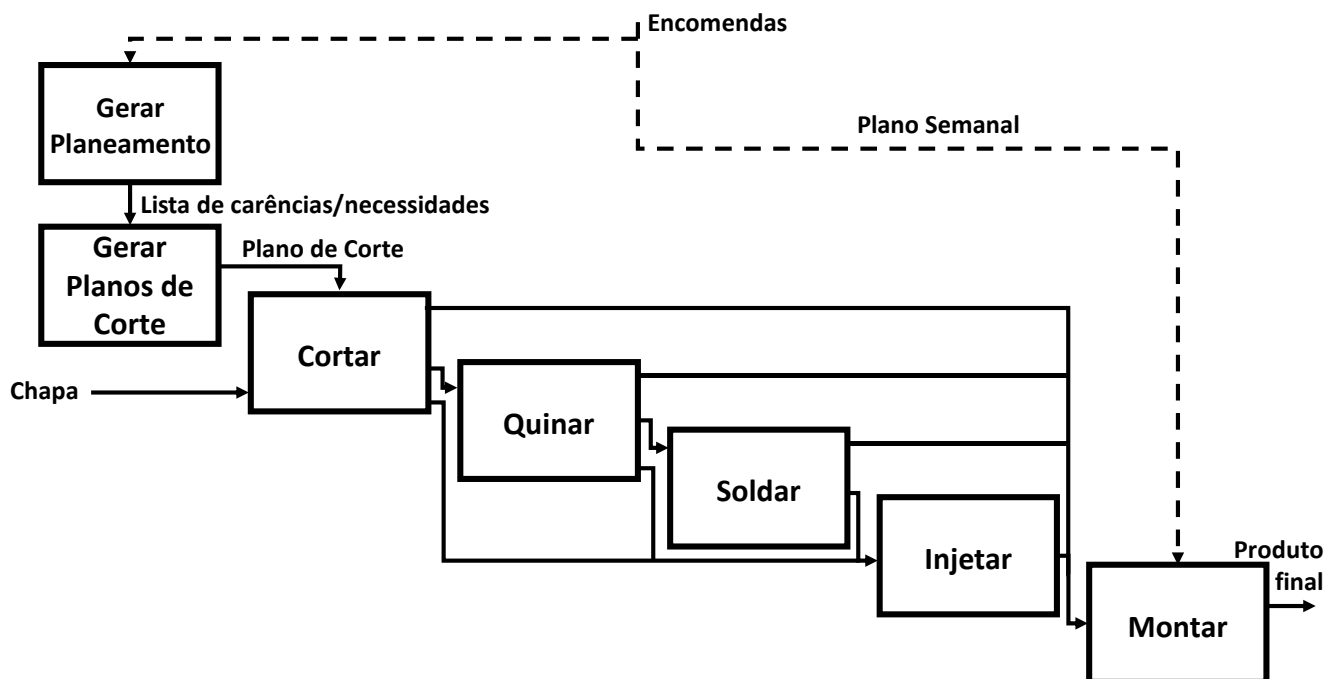 Encomendas
Gerar
Planeamento
Plano Semanal
Lista de carências/necessidades
Gerar
Planos de
Corte
Plano de Corte
Cortar
Chapa
Quinar
Soldar
Injetar
Produto
final
Montar